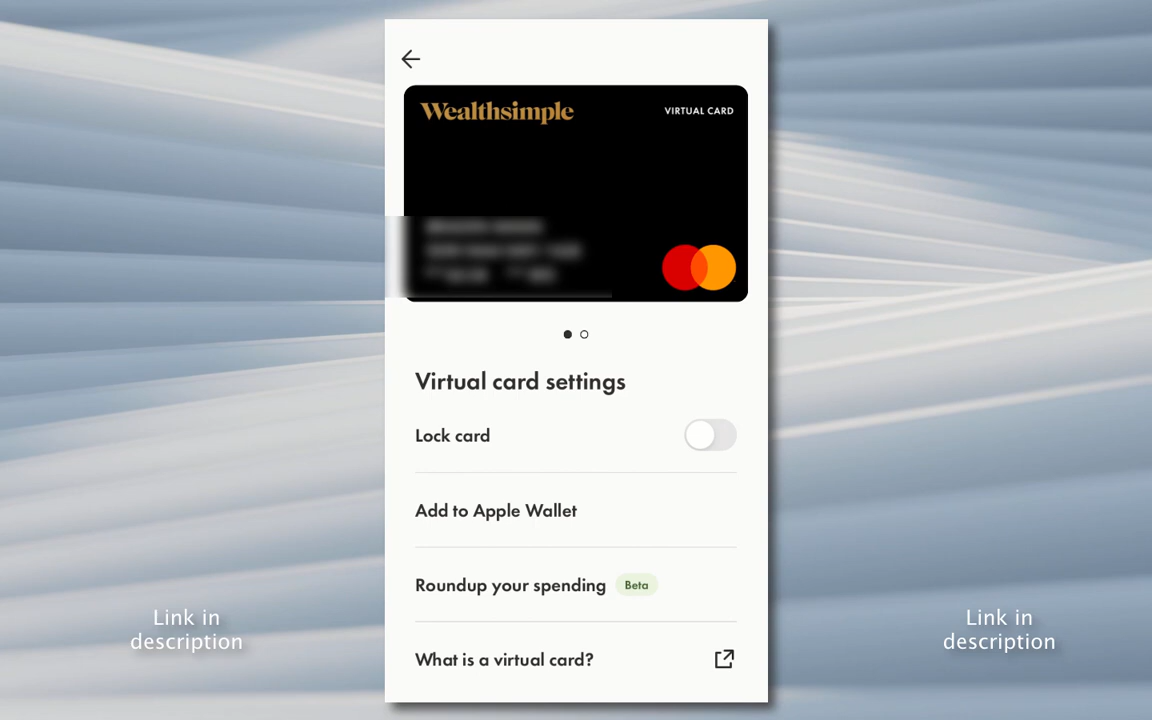 Wealthsimple
VIRTUAL CARD
Virtual card settings
Lock card
Add to Apple Wallet
Roundup your spending Beta
What is a virtual card?
Link in
description
Link in
description